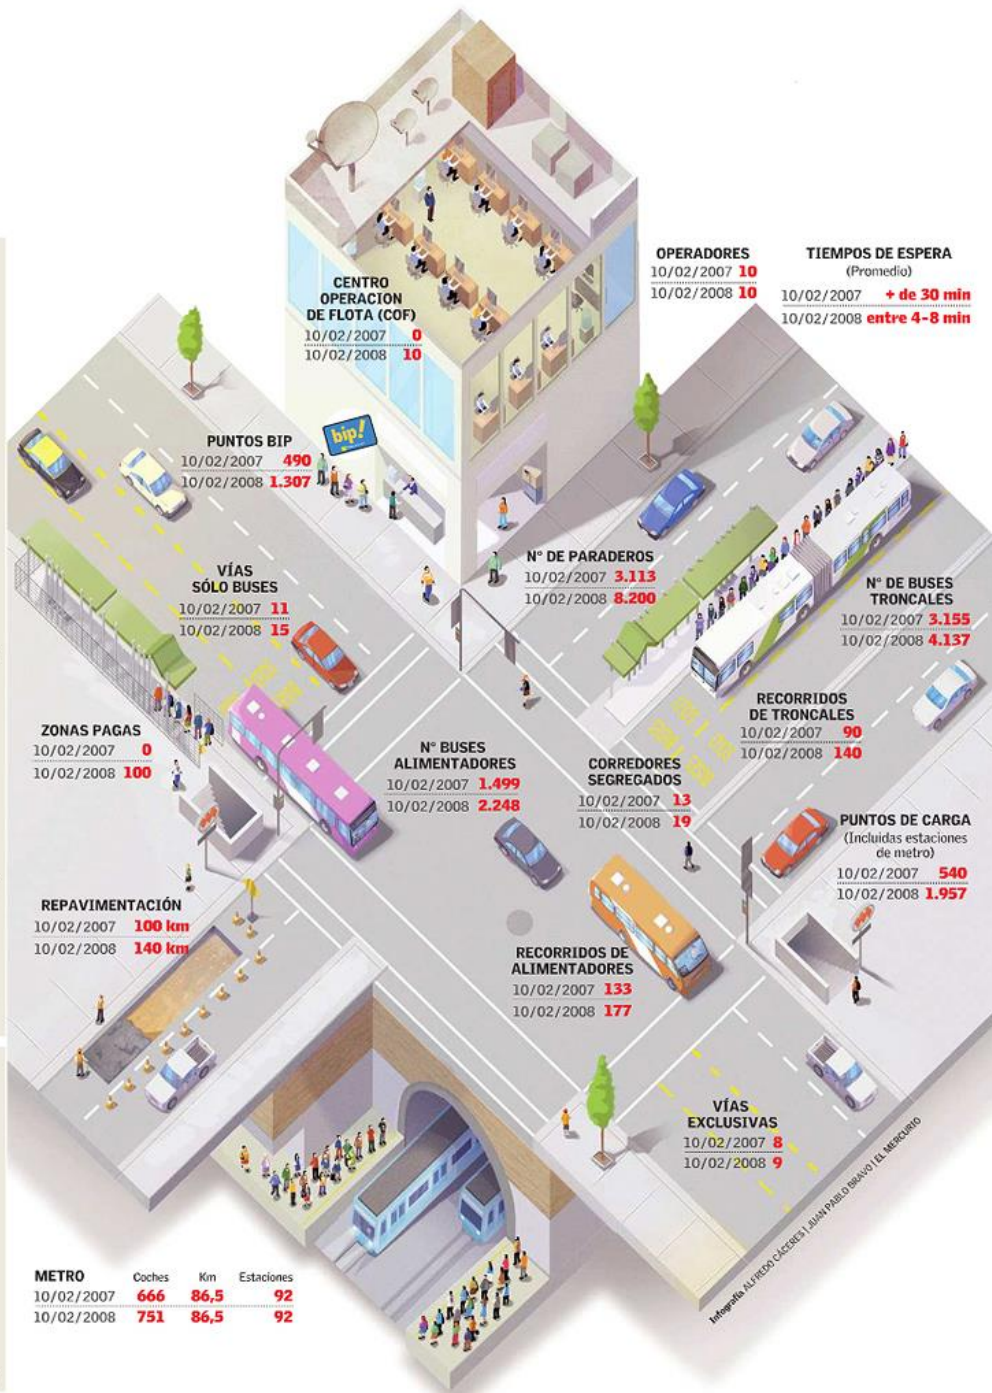 OPERADORES
10/02/2007 10
10/02/2008 10
TIEMPOS DE ESPERA
(Promedio)
10/02/2007 + de 30 min
10/02/2008 entre 4-8 min
CENTRO
OPERACION
DE FLOTA (COF)
10/02/2007 0
10/02/2008 10
bip!
PUNTOS BIP
10/02/2007 490
10/02/2008 1.307
N° DE PARADEROS
10/02/2007 3.113
10/02/2008 8.200
VÍAS
SÓLO BUSES
10/02/2007 11
10/02/2008 15
N° DE BUSES
TRONCALES
10/02/2007 3.155
10/02/2008 4.137
RECORRIDOS
DE TRONCALES
10/02/2007 90
10/02/2008 140
ZONAS PAGAS
10/02/2007 0
10/02/2008 100
N° BUSES
ALIMENTADORES
10/02/2007 1.499
10/02/2008 2.248
CORREDORES
SEGREGADOS
10/02/2007 13
10/02/2008 19
PUNTOS DE CARGA
(Incluidas estaciones
de metro)
10/02/2007 540
10/02/2008 1.957
REPAVIMENTACIÓN
10/02/2007 100 km
10/02/2008 140 km
RECORRIDOS DE
ALIMENTADORES
10/02/2007 133
10/02/2008 177
VÍAS
EXCLUSIVAS
10/02/2007 8
10/02/2008 9
Infografía ALFREDO CÁCERES | JUAN PABLO BRAVO | EL MERCURIO
METRO Coches Km Estaciones
10/02/2007 666 86,5 92
10/02/2008 751 86,5 92